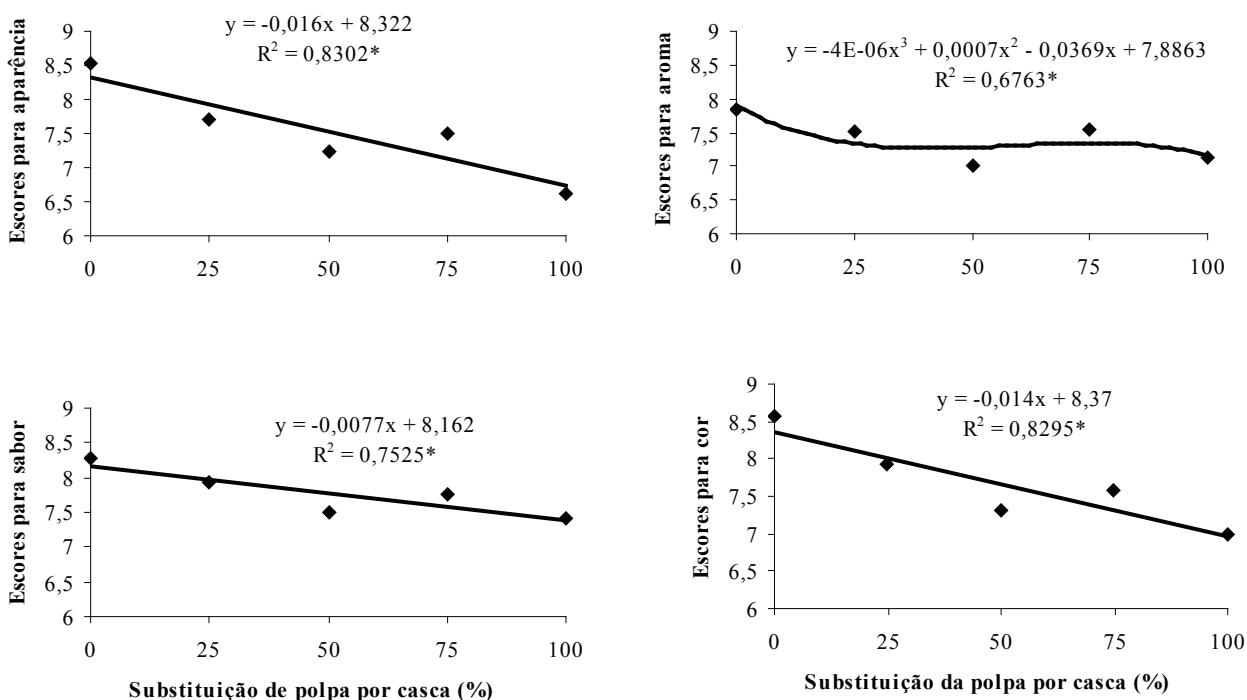 Escores para aparência
y = -0,016x + 8,322
R² = 0,8302*
9
8,5
8
7,5
7
6,5
6
0 25 50 75 100
Escores para aroma
y = -4E-06x³ + 0,0007x² - 0,0369x + 7,8863
R² = 0,6763*
9
8,5
8
7,5
7
6,5
6
0 25 50 75 100
Escores para sabor
y = -0,0077x + 8,162
R² = 0,7525*
9
8,5
8
7,5
7
6,5
6
0 25 50 75 100
Substituição de polpa por casca (%)
Escores para cor
y = -0,014x + 8,37
R² = 0,8295*
9
8,5
8
7,5
7
6,5
6
0 25 50 75 100
Substituição da polpa por casca (%)